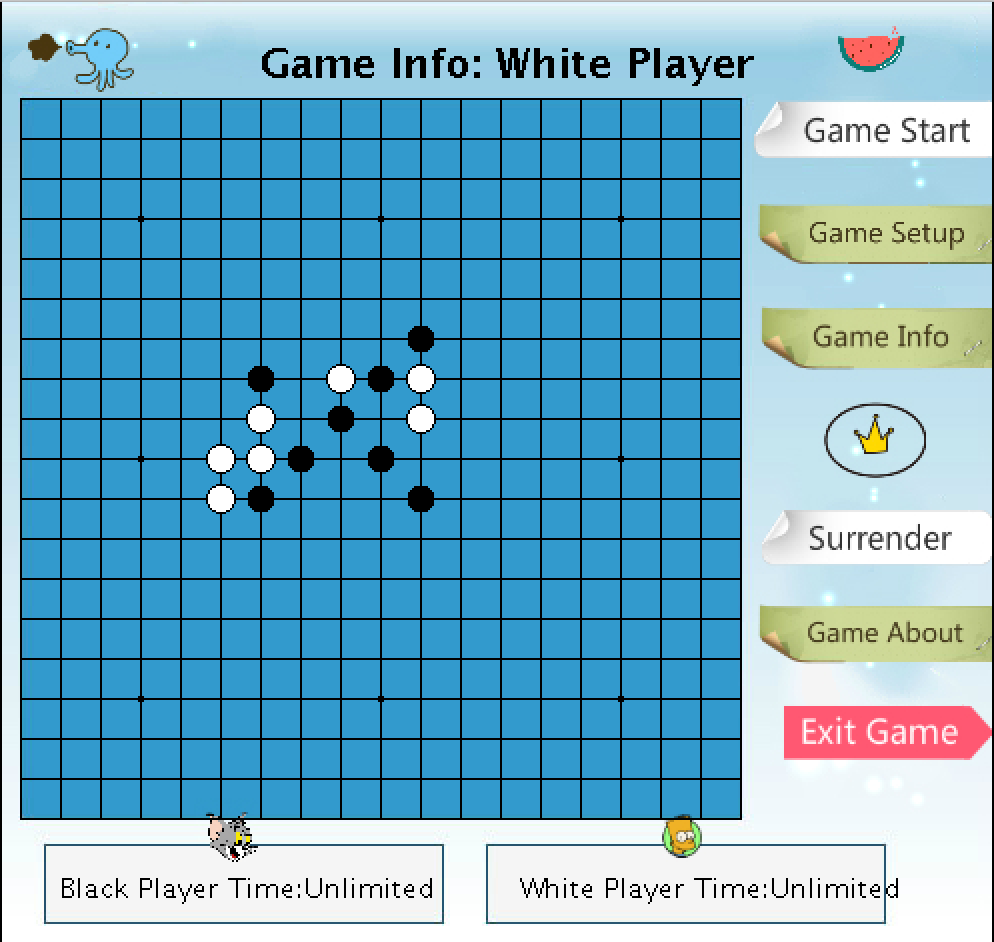 Game Info: White Player
Game Start
Game Setup
Game Info
Surrender
Game About
Exit Game
Black Player Time:Unlimited
White Player Time:Unlimited